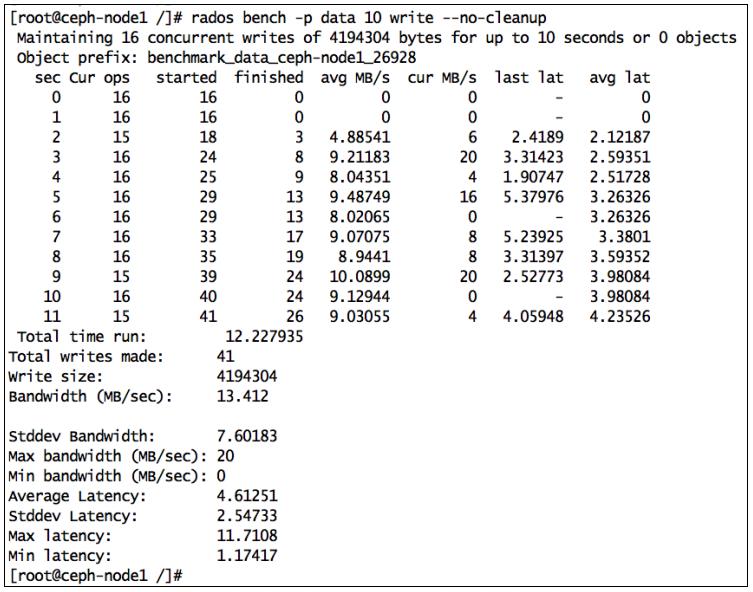 [root@ceph-node1 /]# rados bench -p data 10 write --no-cleanup
Maintaining 16 concurrent writes of 4194304 bytes for up to 10 seconds or 0 objects
Object prefix: benchmark_data_ceph-node1_26928
sec Cur ops started finished avg MB/s cur MB/s last lat avg lat
0 16 16 0 0 0 - 0
1 16 16 0 0 0 - 0
2 15 18 3 4.88541 6 2.4189 2.12187
3 16 24 8 9.21183 20 3.31423 2.59351
4 16 25 9 8.04351 4 1.90747 2.51728
5 16 29 13 9.48749 16 5.37976 3.26326
6 16 29 13 8.02065 0 - 3.26326
7 16 33 17 9.07075 8 5.23925 3.3801
8 16 35 19 8.9441 8 3.31397 3.59352
9 15 39 24 10.0899 20 2.52773 3.98084
10 16 40 24 9.12944 0 - 3.98084
11 15 41 26 9.03055 4 4.05948 4.23526
Total time run: 12.227935
Total writes made: 41
Write size: 4194304
Bandwidth (MB/sec): 13.412
Stddev Bandwidth: 7.60183
Max bandwidth (MB/sec): 20
Min bandwidth (MB/sec): 0
Average Latency: 4.61251
Stddev Latency: 2.54733
Max latency: 11.7108
Min latency: 1.17417
[root@ceph-node1 /]#